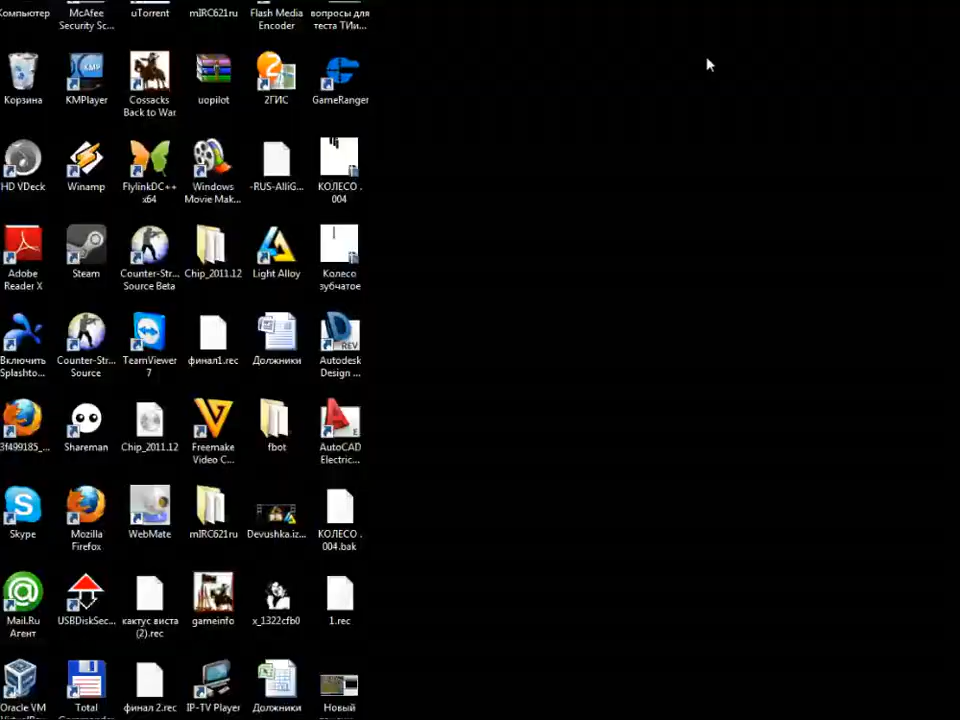 Компьютер
McAfee
Security Sc...
uTorrent
mIRC621ru
Flash Media
Encoder
вопросы для
теста ТИи...
Корзина
KMPlayer
Cossacks
Back to War
uopilot
2ГИС
GameRanger
HD VDeck
Winamp
FlylinkDC++
x64
Windows
Movie Mak...
-RUS-AlliG...
КОЛЕСО .
004
Adobe
Reader X
Steam
Counter-Str...
Source Beta
Chip_2011.12
Light Alloy
Колесо
зубчатое
Включить
Splashto...
Counter-Str...
Source
TeamViewer
7
финал1.rec
Должники
Autodesk
Design ...
3f499185_...
Shareman
Chip_2011.12
Freemake
Video C...
fbot
AutoCAD
Electric...
Skype
Mozilla
Firefox
WebMate
mIRC621ru
Devushka.iz...
КОЛЕСО .
004.bak
Mail.Ru
Агент
USBDiskSec...
кактус виста
(2).rec
gameinfo
x_1322cfb0
1.rec
Oracle VM
Total
финал 2.rec
IP-TV Player
Должники
Новый